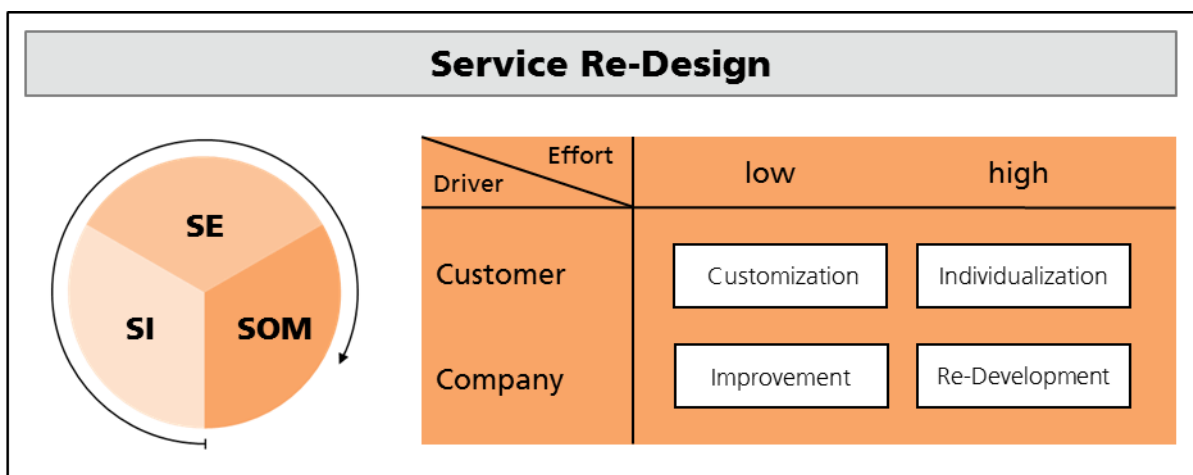 Service Re-Design
SE
SI
SOM
Effort
Driver
low
high
Customer
Customization
Individualization
Company
Improvement
Re-Development